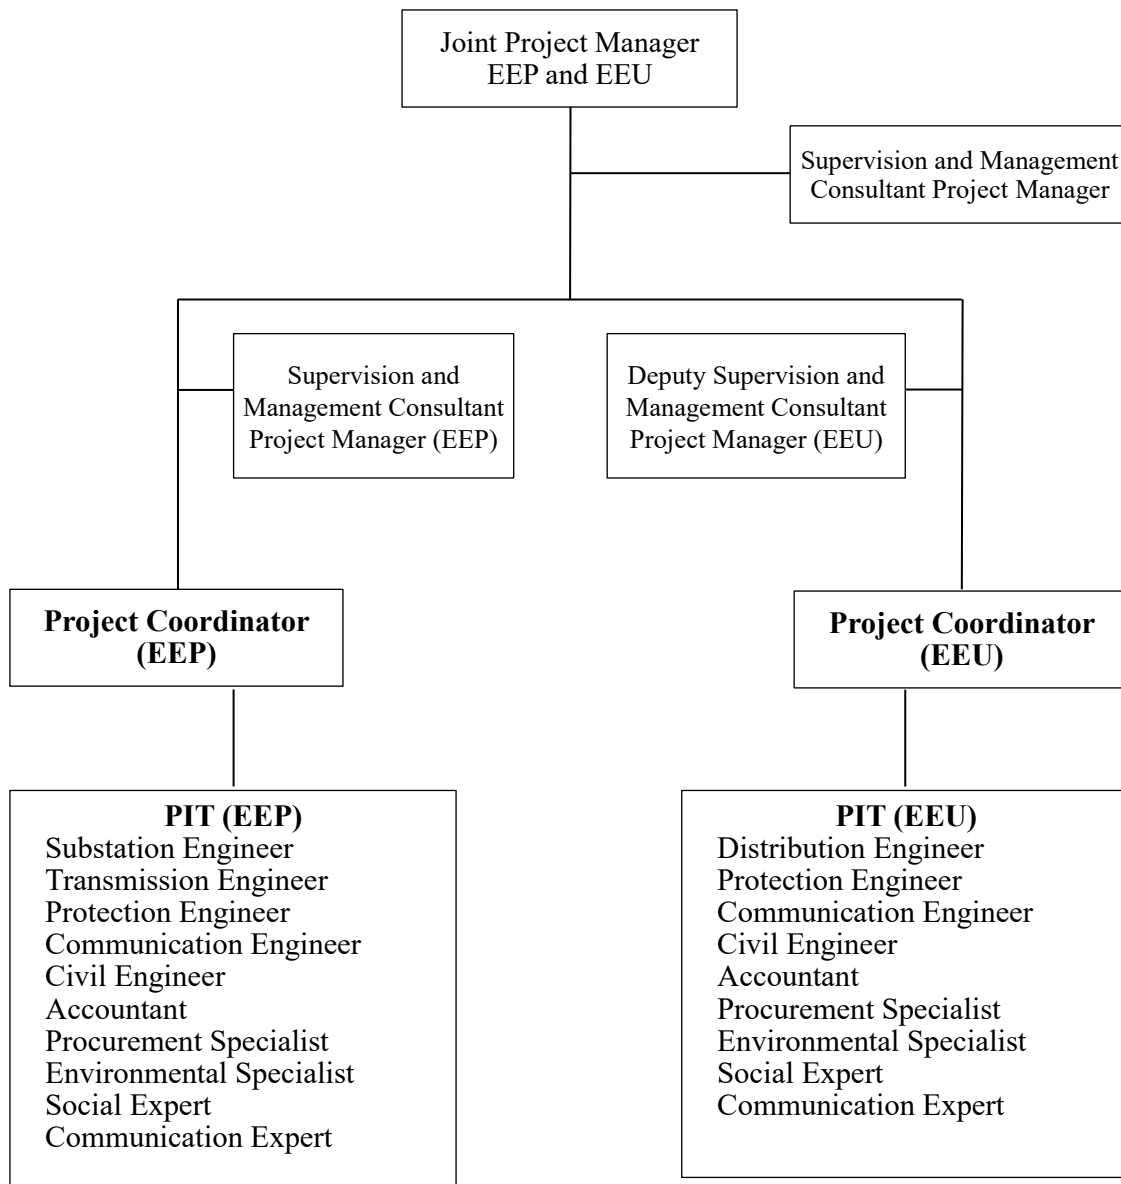 Joint Project Manager
EEP and EEU
Supervision and Management
Consultant Project Manager
Supervision and
Management Consultant
Project Manager (EEP)
Deputy Supervision and
Management Consultant
Project Manager (EEU)
Project Coordinator
(EEP)
Project Coordinator
(EEU)
PIT (EEP)
Substation Engineer
Transmission Engineer
Protection Engineer
Communication Engineer
Civil Engineer
Accountant
Procurement Specialist
Environmental Specialist
Social Expert
Communication Expert
PIT (EEU)
Distribution Engineer
Protection Engineer
Communication Engineer
Civil Engineer
Accountant
Procurement Specialist
Environmental Specialist
Social Expert
Communication Expert